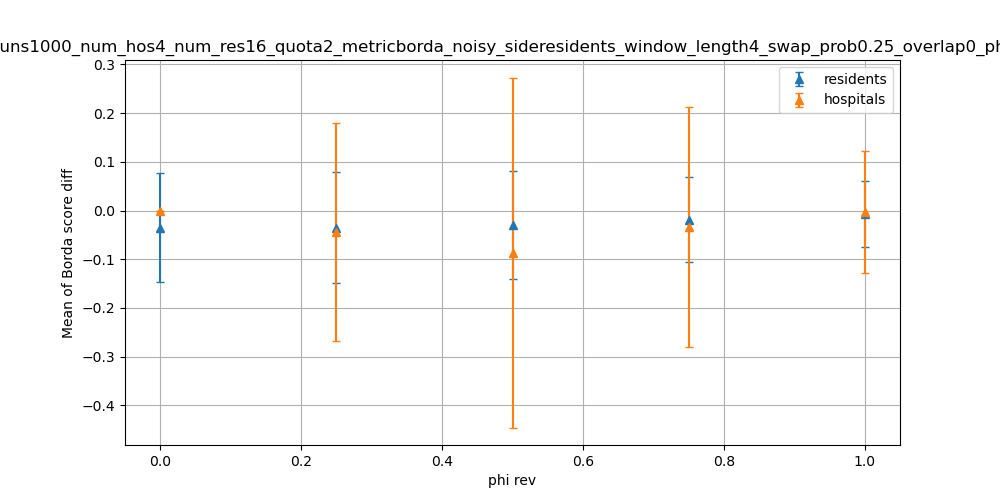 uns1000_num_hos4_num_res16_quota2_metricborda_noisy_sideresidents_window_length4_swap_prob0.25_overlap0_ph
0.3
0.2
0.1
0.0
−0.1
−0.2
−0.3
−0.4
Mean of Borda score diff
residents
hospitals
0.0 0.2 0.4 0.6 0.8 1.0
phi rev